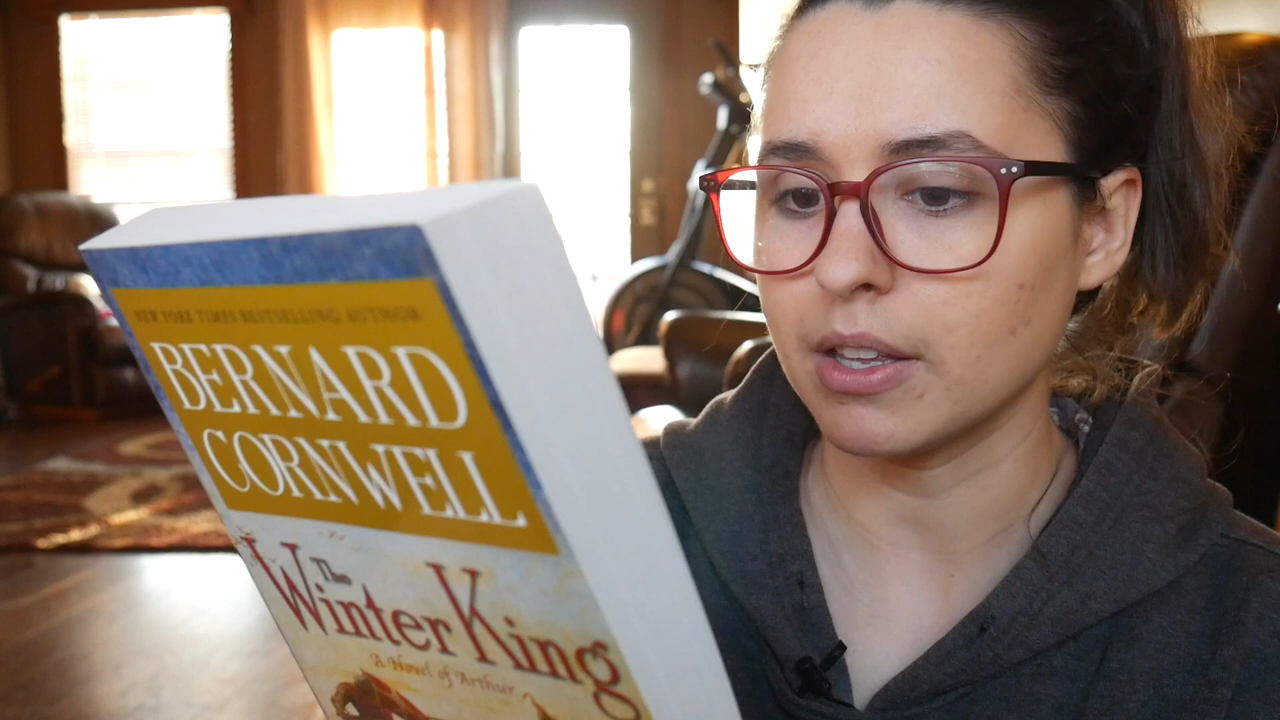 NEW YORK TIMES BESTSELLING AUTHOR
BERNARD
CORNWELL
The
Winter King
A Novel of Arthur